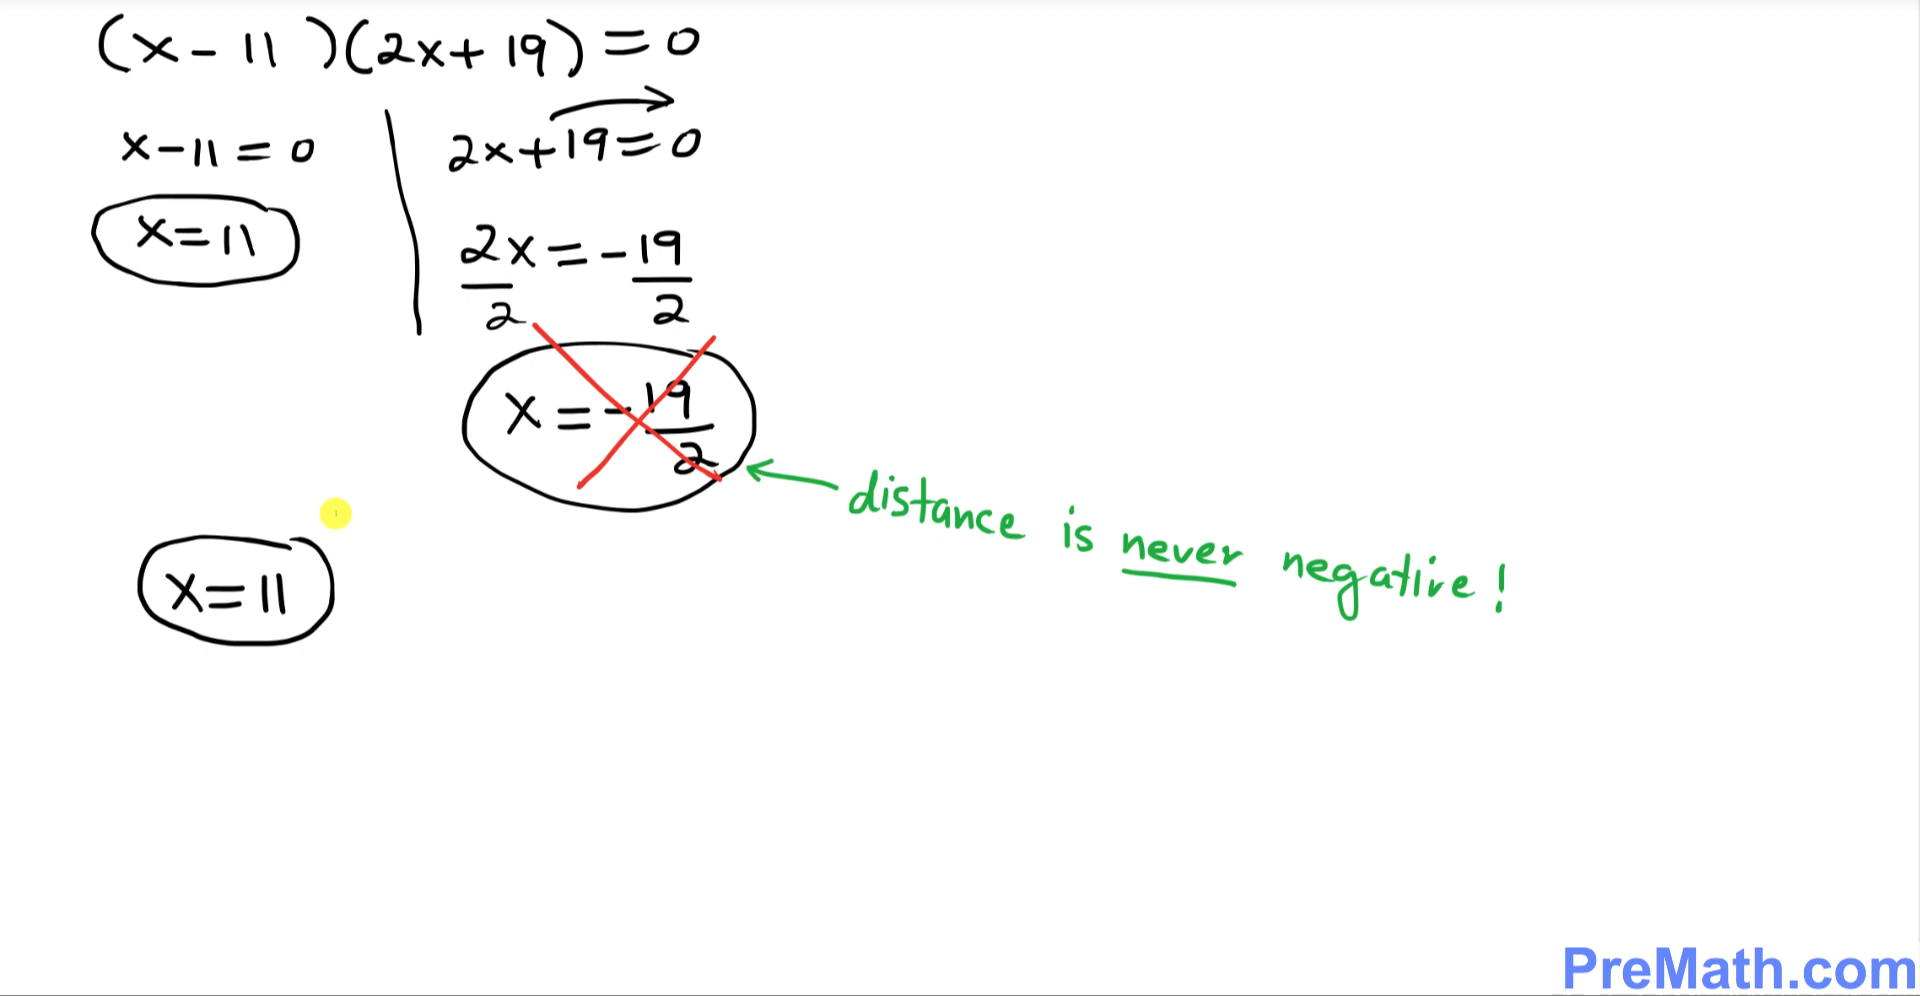 (x-11)(2x+19)=0
x-11=0
x=11
2x+19=0
2x=-19
2 2
x=-19
2
distance is never negative!
x=11
PreMath.com